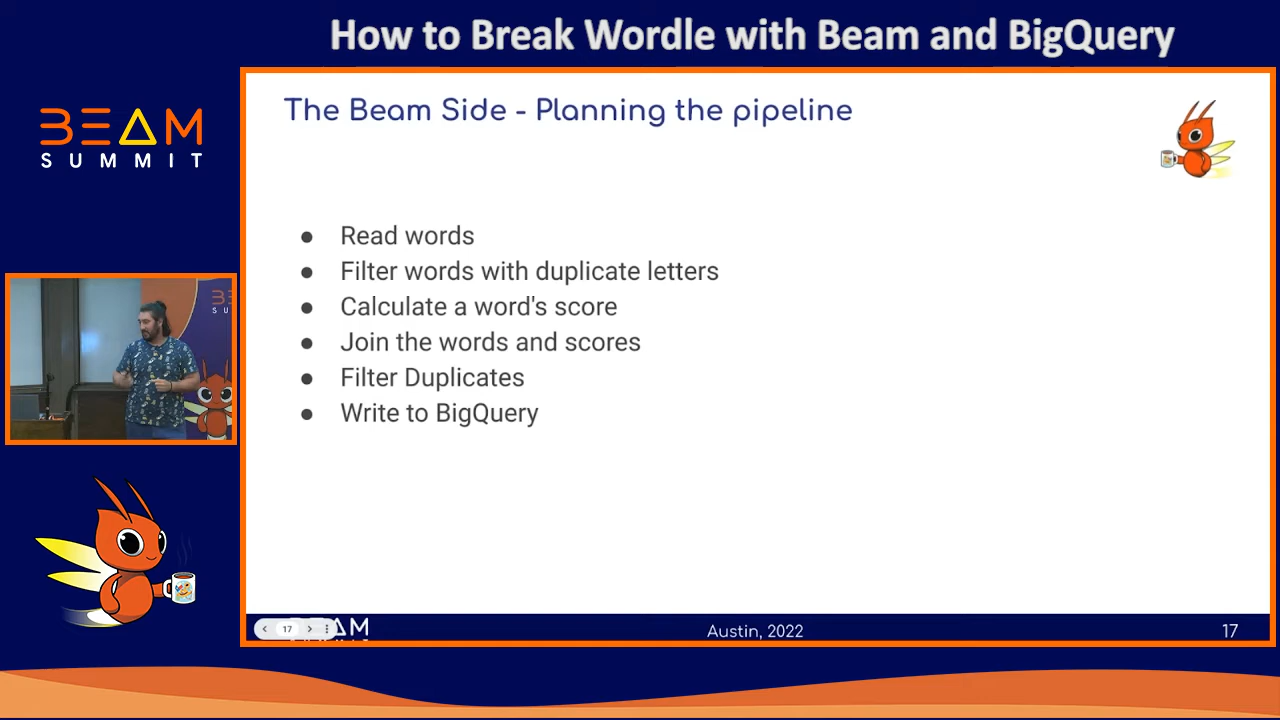 How to Break Wordle with Beam and BigQuery
BEAM
SUMMIT
The Beam Side - Planning the pipeline
● Read words
● Filter words with duplicate letters
● Calculate a word's score
● Join the words and scores
● Filter Duplicates
● Write to BigQuery
17
Austin, 2022
17